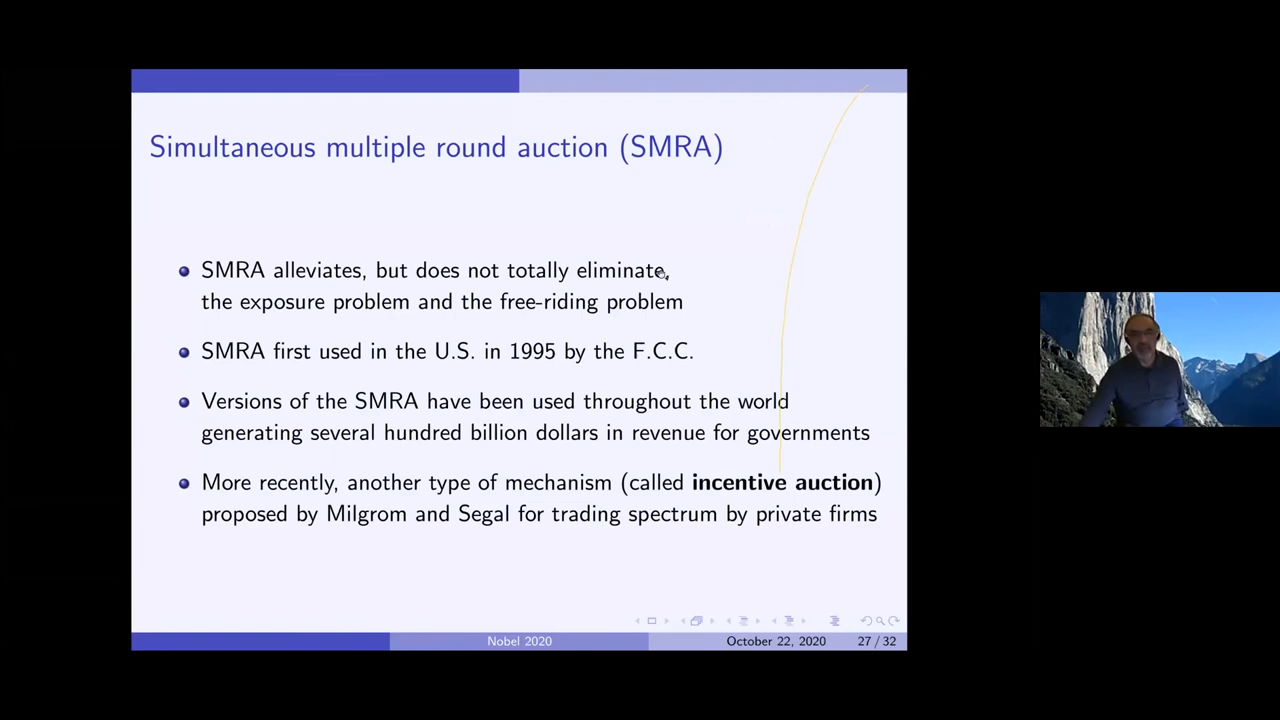 Simultaneous multiple round auction (SMRA)
SMRA alleviates, but does not totally eliminate,
the exposure problem and the free-riding problem
SMRA first used in the U.S. in 1995 by the F.C.C.
Versions of the SMRA have been used throughout the world
generating several hundred billion dollars in revenue for governments
More recently, another type of mechanism (called incentive auction)
proposed by Milgrom and Segal for trading spectrum by private firms
Nobel 2020
October 22, 2020
27 / 32